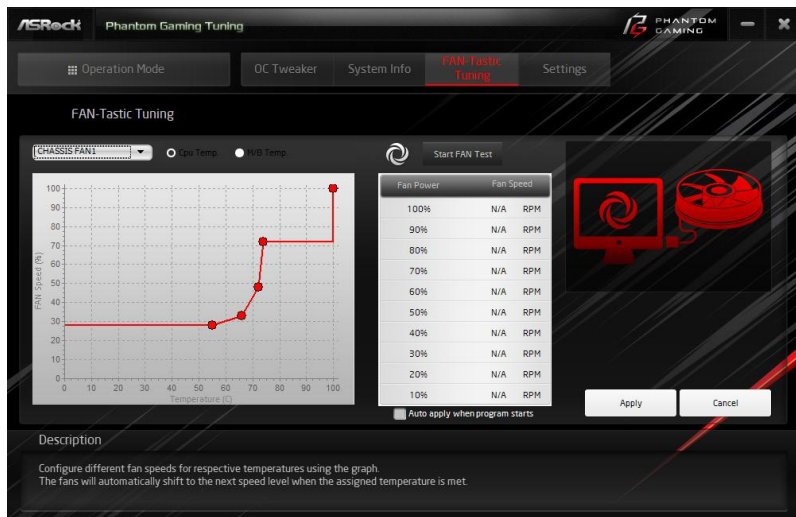 ASRock Phantom Gaming Tuning PHANTOM GAMING
Operation Mode OC Tweaker System Info FAN-Tastic Tuning Settings
FAN-Tastic Tuning
CHASSIS FAN1 Cpu Temp. M/B Temp. Start FAN Test
100
90
80
70
60
50
40
30
20
10
0
FAN Speed (%)
0 10 20 30 40 50 60 70 80 90 100
Temperature (C)
Fan Power Fan Speed
100% N/A RPM
90% N/A RPM
80% N/A RPM
70% N/A RPM
60% N/A RPM
50% N/A RPM
40% N/A RPM
30% N/A RPM
20% N/A RPM
10% N/A RPM
Auto apply when program starts
Apply Cancel
Description
Configure different fan speeds for respective temperatures using the graph.
The fans will automatically shift to the next speed level when the assigned temperature is met.